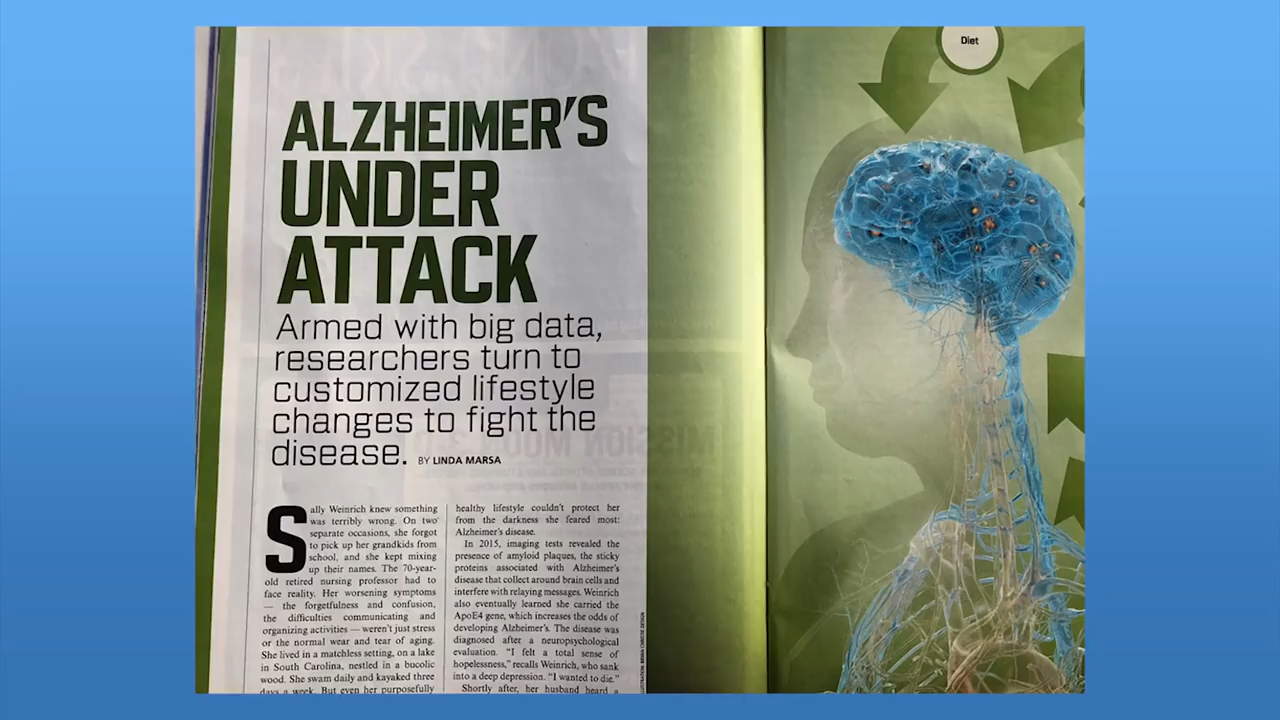 Diet
ALZHEIMER'S
UNDER
ATTACK
Armed with big data,
researchers turn to
customized lifestyle
changes to fight the
disease. BY LINDA MARSA
Sally Weinrich knew something
was terribly wrong. On two
separate occasions, she forgot
to pick up her grandkids from
school, and she kept mixing
up their names. The 70-year-
old retired nursing professor had to
face reality. Her worsening symptoms
— the forgetfulness and confusion,
the difficulties communicating and
organizing activities — weren't just stress
or the normal wear and tear of aging.
She lived in a matchless setting, on a lake
in South Carolina, nestled in a bucolic
wood. She swam daily and kayaked three
days a week. But even her purposefully
healthy lifestyle couldn't protect her
from the darkness she feared most:
Alzheimer's disease.
In 2015, imaging tests revealed the
presence of amyloid plaques, the sticky
proteins associated with Alzheimer's
disease that collect around brain cells and
interfere with relaying messages. Weinrich
also eventually learned she carried the
ApoE4 gene, which increases the odds of
developing Alzheimer's. The disease was
diagnosed after a neuropsychological
evaluation. "I felt a total sense of
hopelessness," recalls Weinrich, who sank
into a deep depression. "I wanted to die."
Shortly after, her husband heard a